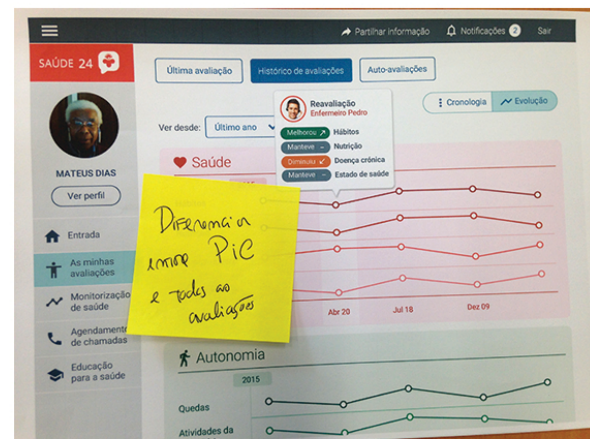 Partilhar informação
Notificações 2
Sair
SAÚDE 24
MATEUS DIAS
Ver perfil
Entrada
As minhas
avaliações
Monitorização
de saúde
Agendamento
de chamadas
Educação
para a saúde
Última avaliação
Histórico de avaliações
Auto-avaliações
Ver desde:
Último ano
Cronologia
Evolução
Reavaliação
Enfermeiro Pedro
Melhorou Hábitos
Manteve Nutrição
Diminuiu Doença crónica
Manteve Estado de saúde
Saúde
Diferenciar
entre PiC
e todas as
avaliações
Abr 20
Jul 18
Dez 09
Autonomia
2015
Quedas
Atividades da